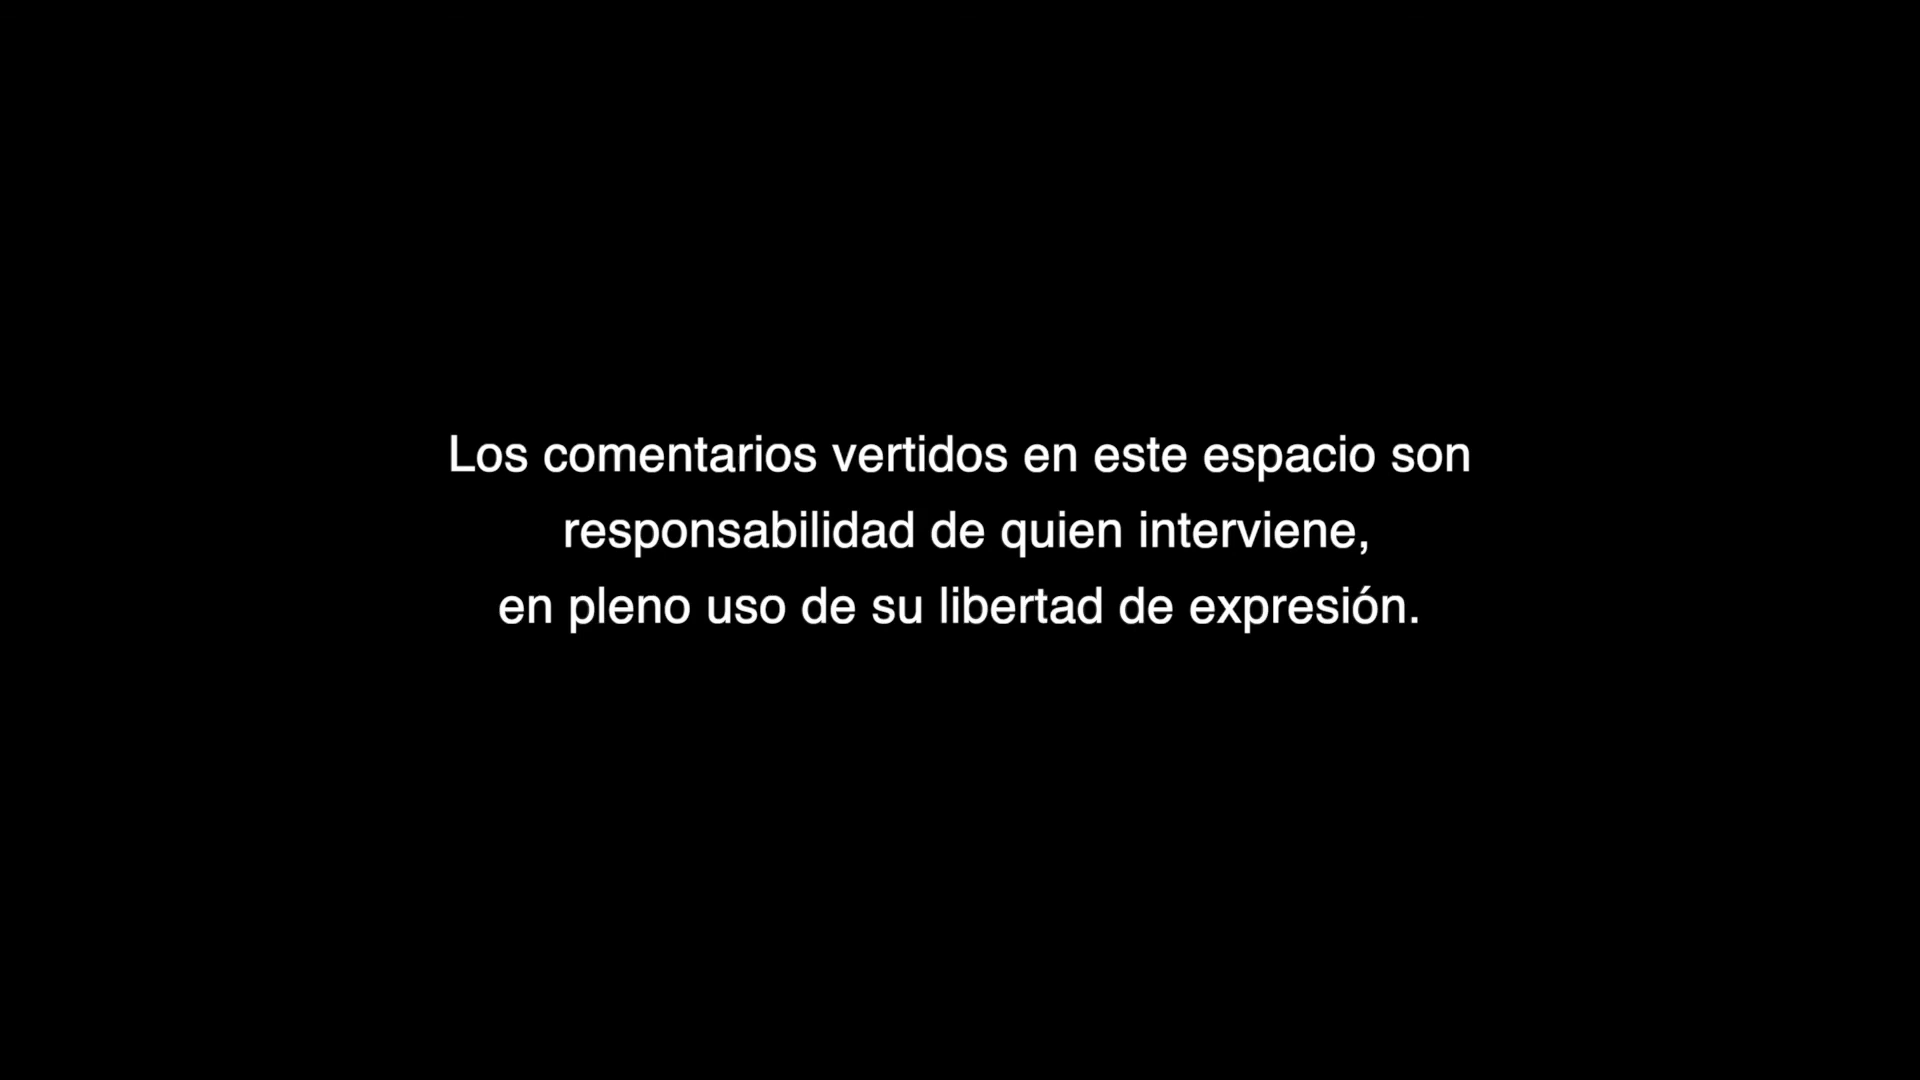 Los comentarios vertidos en este espacio son
responsabilidad de quien interviene,
en pleno uso de su libertad de expresión.